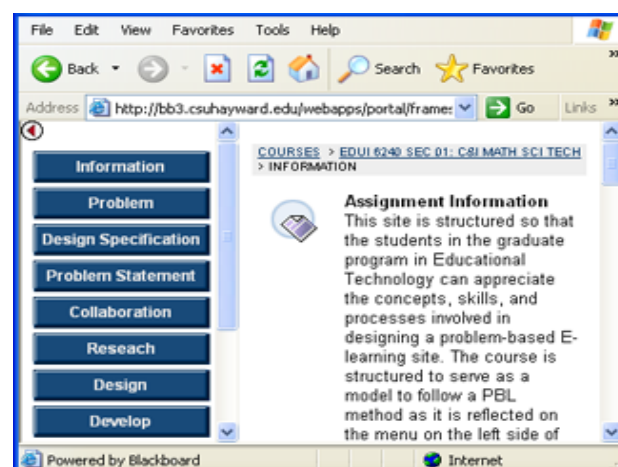 File Edit View Favorites Tools Help
Back Search Favorites
Address http://bb3.csuhayward.edu/webapps/portal/frame: Go Links
Information
Problem
Design Specification
Problem Statement
Collaboration
Reseach
Design
Develop
COURSES > EDUI 6240 SEC 01: C&I MATH SCI TECH
> INFORMATION
Assignment Information
This site is structured so that
the students in the graduate
program in Educational
Technology can appreciate
the concepts, skills, and
processes involved in
designing a problem-based E-
learning site. The course is
structured to serve as a
model to follow a PBL
method as it is reflected on
the menu on the left side of
Powered by Blackboard Internet